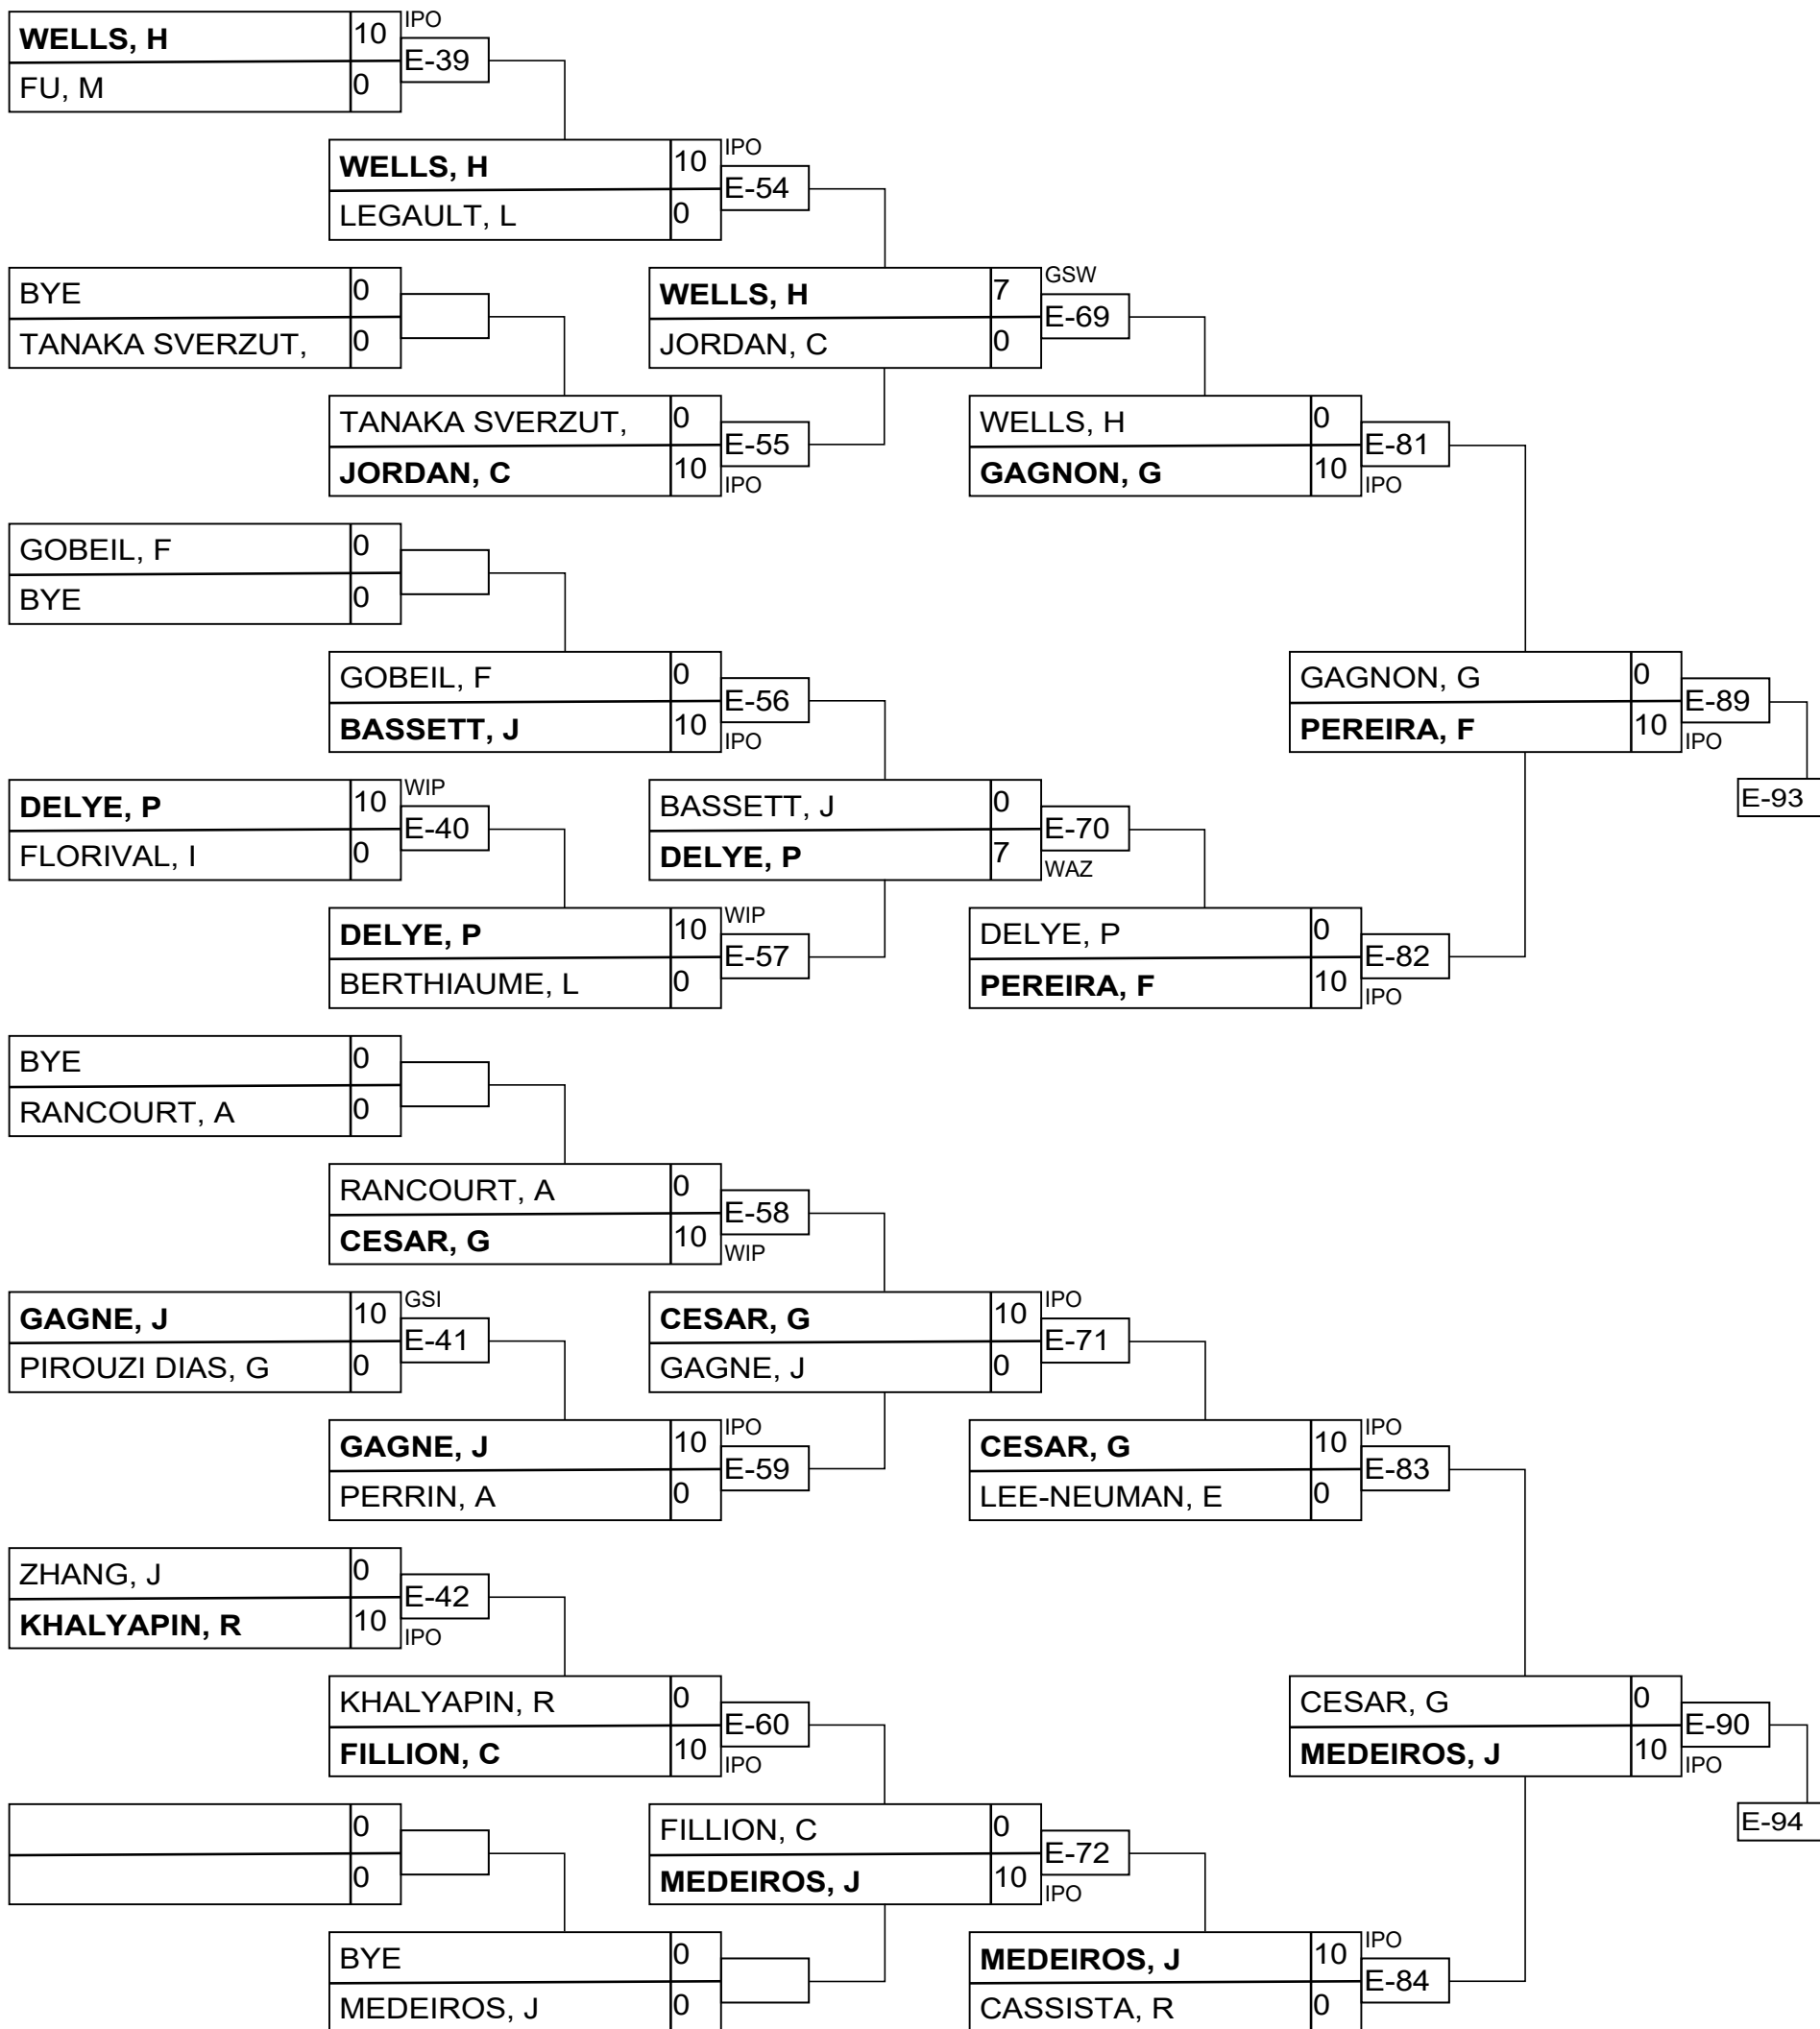 WELLS, H 10 IPO
E-39
FU, M 0
WELLS, H 10 IPO
E-54
LEGAULT, L 0
BYE 0
TANAKA SVERZUT, 0
WELLS, H 7 GSW
E-69
JORDAN, C 0
TANAKA SVERZUT, 0
E-55
JORDAN, C 10 IPO
WELLS, H 0
E-81
GAGNON, G 10 IPO
GOBEIL, F 0
BYE 0
GOBEIL, F 0
E-56
BASSETT, J 10 IPO
GAGNON, G 0
E-89
PEREIRA, F 10 IPO
E-93
DELYE, P 10 WIP
E-40
FLORIVAL, I 0
BASSETT, J 0
E-70
DELYE, P 7 WAZ
DELYE, P 10 WIP
E-57
BERTHIAUME, L 0
DELYE, P 0
E-82
PEREIRA, F 10 IPO
BYE 0
RANCOURT, A 0
RANCOURT, A 0
E-58
CESAR, G 10 WIP
GAGNE, J 10 GSI
E-41
PIROUZI DIAS, G 0
CESAR, G 10 IPO
E-71
GAGNE, J 0
GAGNE, J 10 IPO
E-59
PERRIN, A 0
CESAR, G 10 IPO
E-83
LEE-NEUMAN, E 0
ZHANG, J 0
E-42
KHALYAPIN, R 10 IPO
KHALYAPIN, R 0
E-60
FILLION, C 10 IPO
CESAR, G 0
E-90
MEDEIROS, J 10 IPO
E-94
0
0
FILLION, C 0
E-72
MEDEIROS, J 10 IPO
BYE 0
MEDEIROS, J 0
MEDEIROS, J 10 IPO
E-84
CASSISTA, R 0